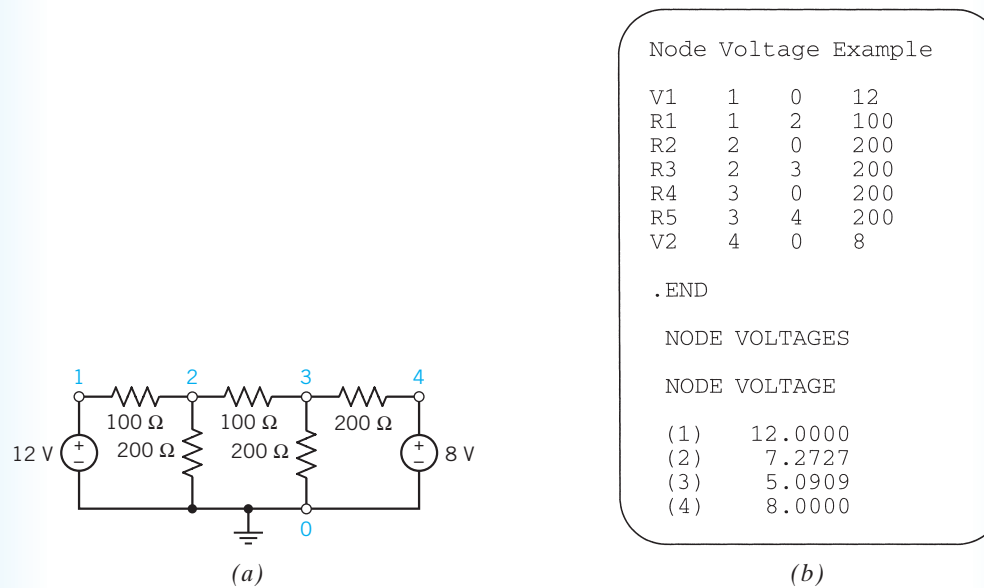 1
2
3
4
100 Ω
100 Ω
200 Ω
12 V
+
−
200 Ω
200 Ω
+
−
8 V
0
(a)
Node Voltage Example
V1 1 0 12
R1 1 2 100
R2 2 0 200
R3 2 3 200
R4 3 0 200
R5 3 4 200
V2 4 0 8
.END
NODE VOLTAGES
NODE VOLTAGE
(1) 12.0000
(2) 7.2727
(3) 5.0909
(4) 8.0000
(b)